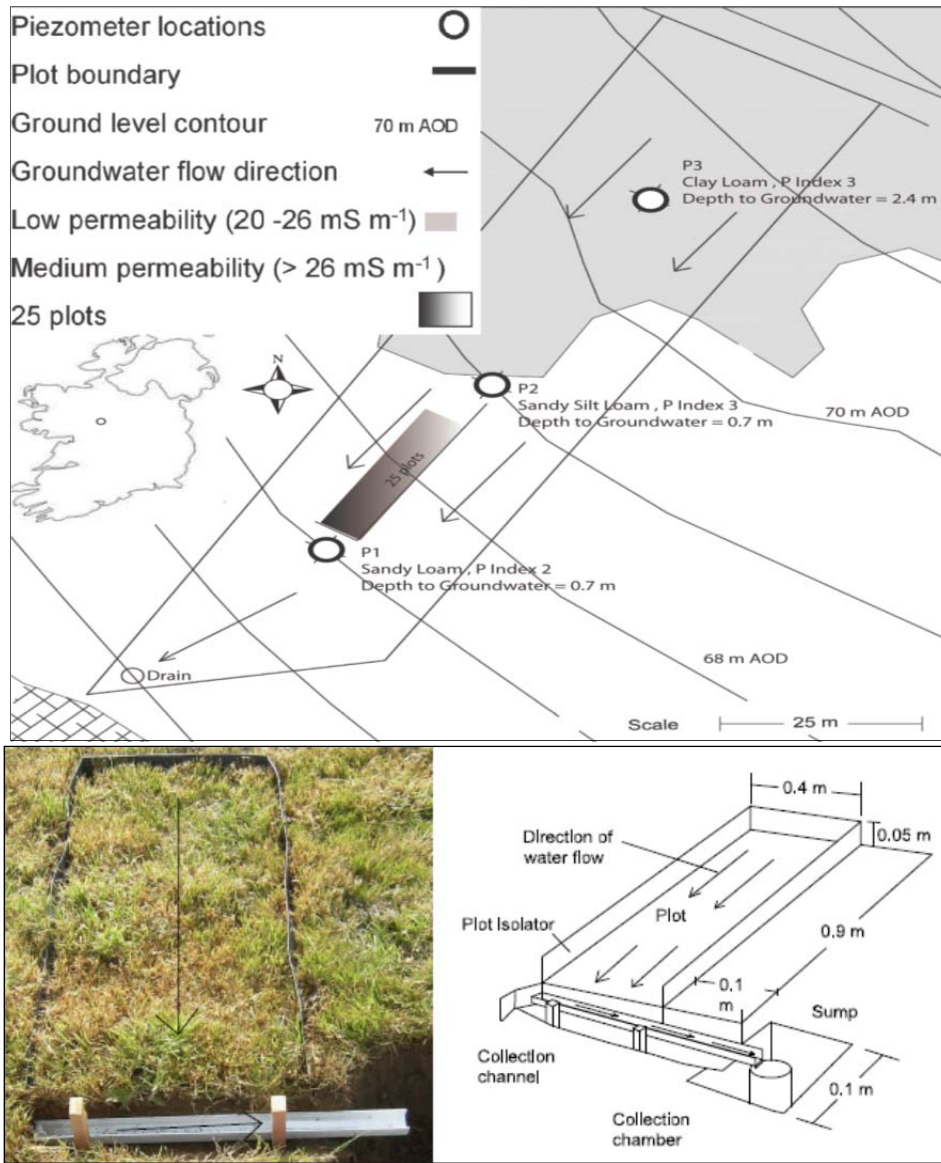 Piezometer locations
Plot boundary
Ground level contour 70 m AOD
Groundwater flow direction
Low permeability (20 -26 mS m⁻¹)
Medium permeability (> 26 mS m⁻¹)
25 plots
P3
Clay Loam , P Index 3
Depth to Groundwater = 2.4 m
N
P2
Sandy Silt Loam , P Index 3
Depth to Groundwater = 0.7 m
70 m AOD
25 plots
P1
Sandy Loam , P Index 2
Depth to Groundwater = 0.7 m
68 m AOD
Drain
Scale 25 m
0.4 m
0.05 m
Direction of
water flow
Plot
Plot Isolator
0.9 m
0.1
m
Sump
Collection
channel
0.1 m
Collection
chamber